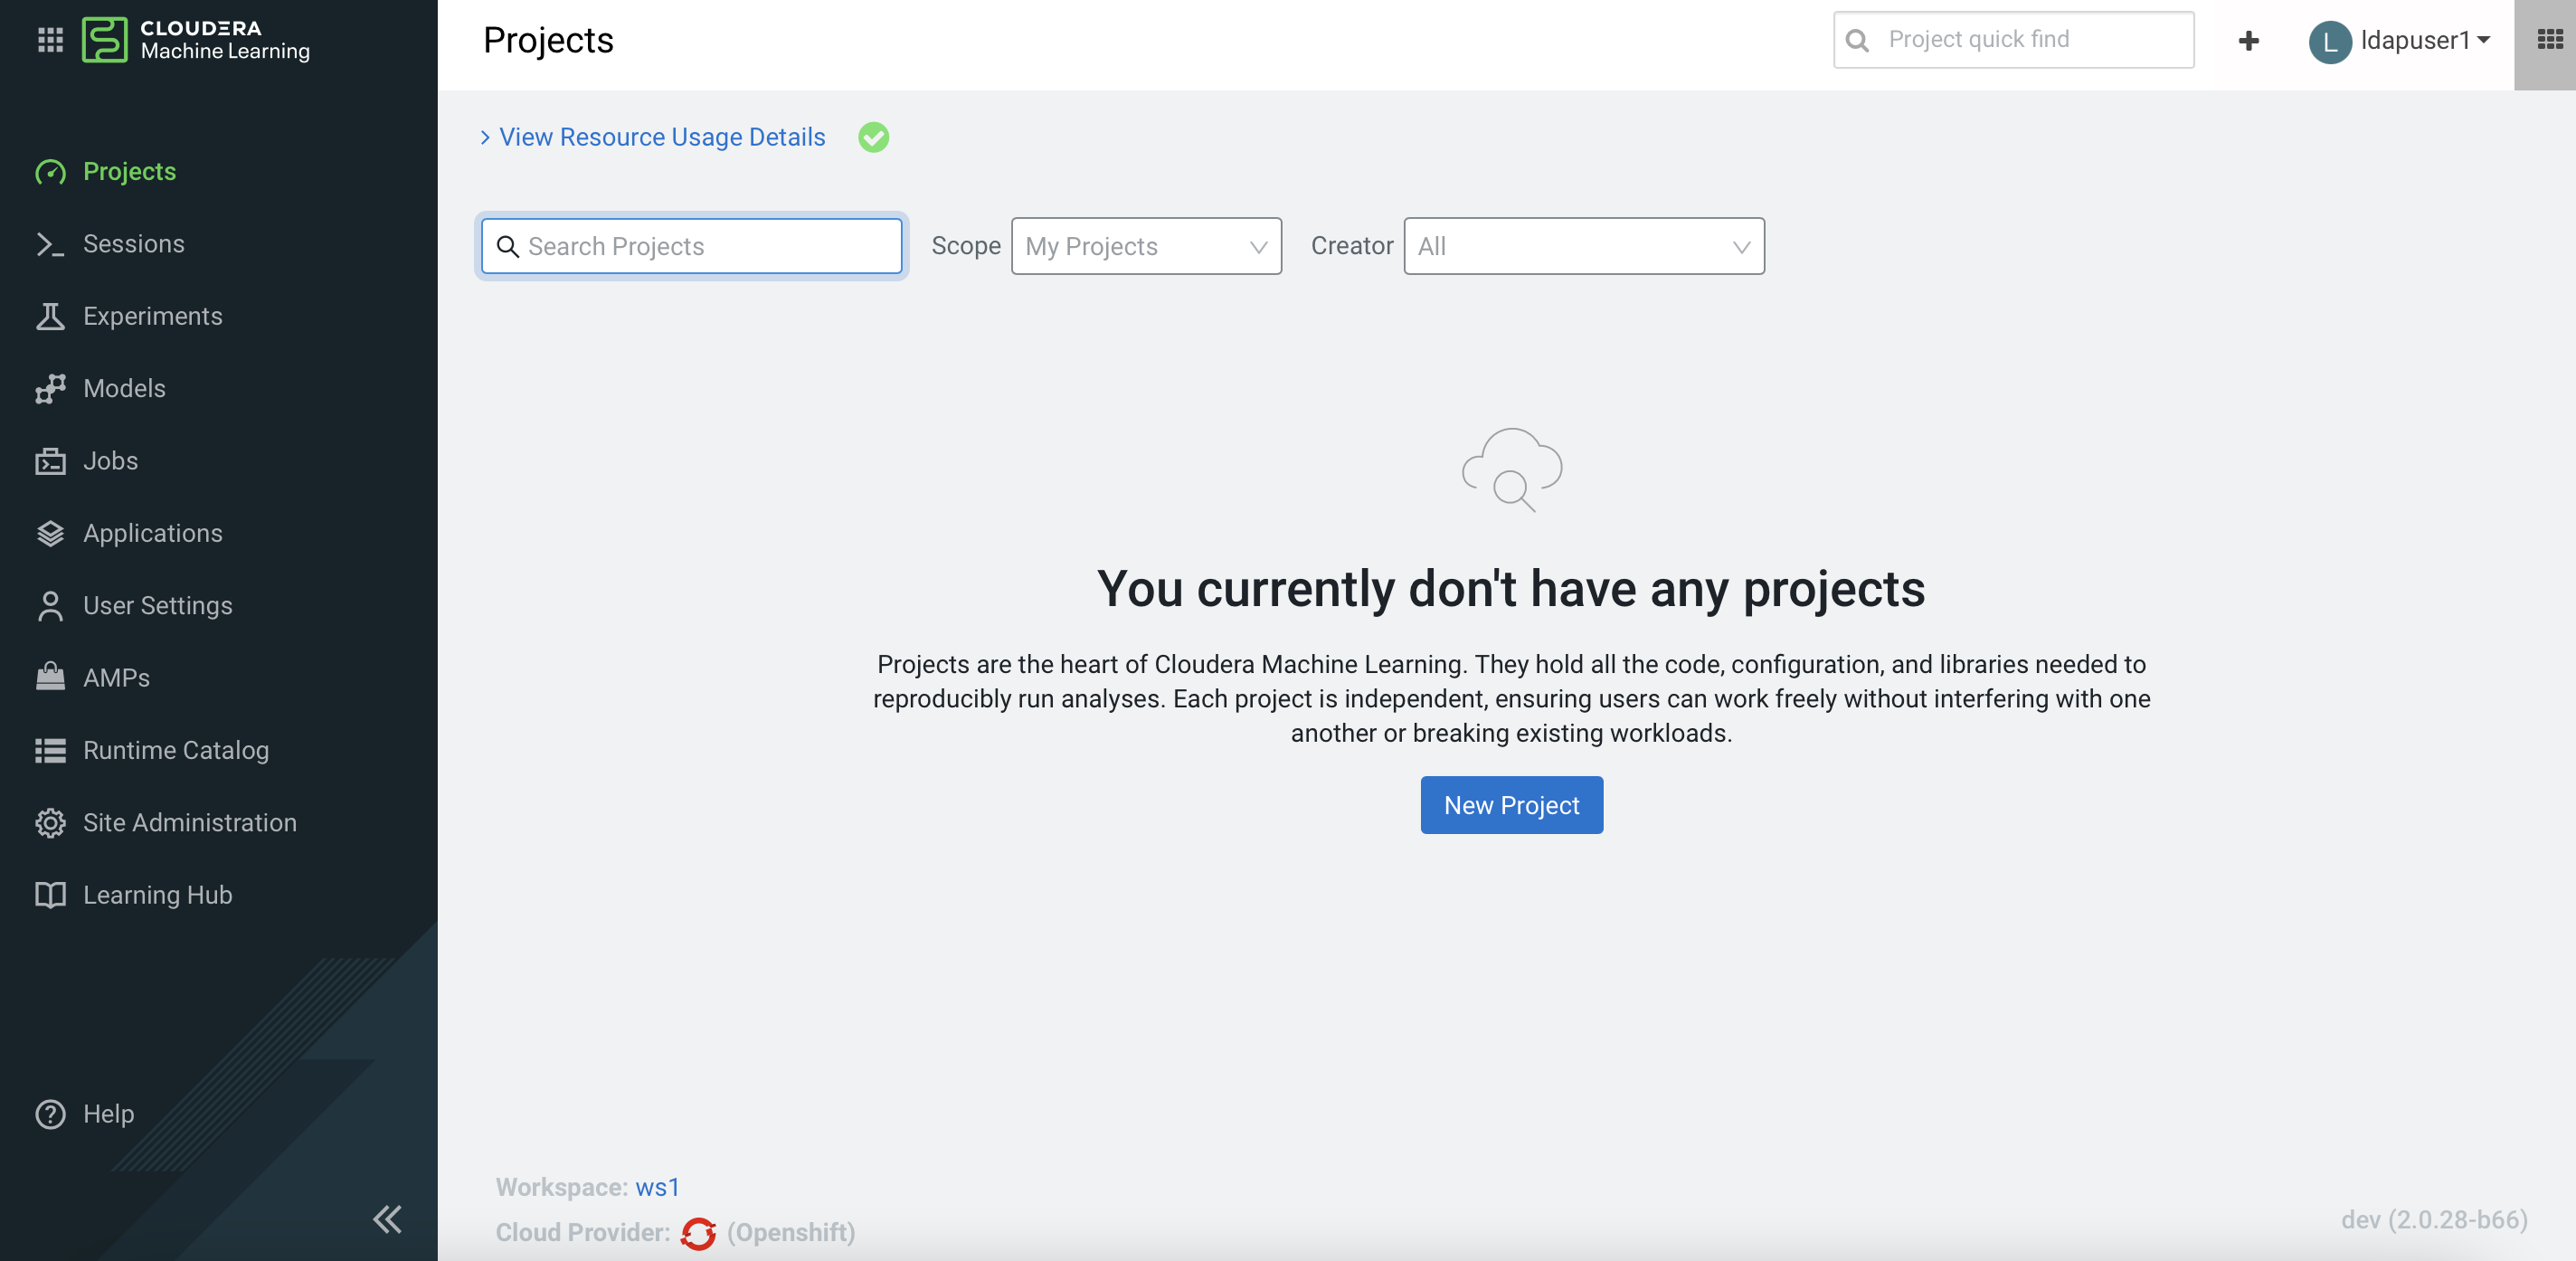 CLOUDERA
Machine Learning
Projects
Project quick find
L ldapuser1
Projects
Sessions
Experiments
Models
Jobs
Applications
User Settings
AMPs
Runtime Catalog
Site Administration
Learning Hub
Help
View Resource Usage Details
Search Projects
Scope My Projects
Creator All
You currently don't have any projects
Projects are the heart of Cloudera Machine Learning. They hold all the code, configuration, and libraries needed to
reproducibly run analyses. Each project is independent, ensuring users can work freely without interfering with one
another or breaking existing workloads.
New Project
Workspace: ws1
Cloud Provider: (Openshift)
dev (2.0.28-b66)